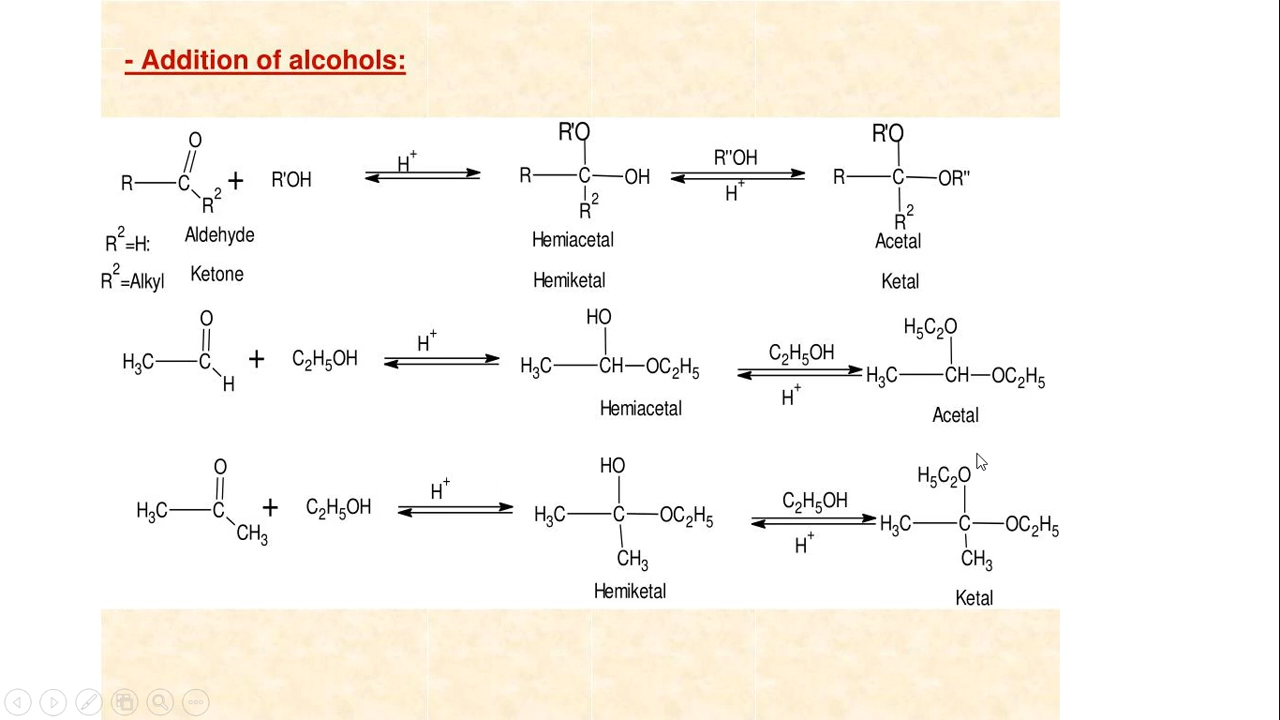 - Addition of alcohols:
O
R—C
R²
+ R'OH
H⁺
R'O
R—C—OH
R²
R''OH
H⁺
R'O
R—C—OR''
R²
R²=H: Aldehyde Hemiacetal Acetal
R²=Alkyl Ketone Hemiketal Ketal
O
H₃C—C
H
+ C₂H₅OH
H⁺
HO
H₃C—CH—OC₂H₅
Hemiacetal
C₂H₅OH
H⁺
H₅C₂O
H₃C—CH—OC₂H₅
Acetal
O
H₃C—C
CH₃
+ C₂H₅OH
H⁺
HO
H₃C—C—OC₂H₅
CH₃
Hemiketal
C₂H₅OH
H⁺
H₅C₂O
H₃C—C—OC₂H₅
CH₃
Ketal